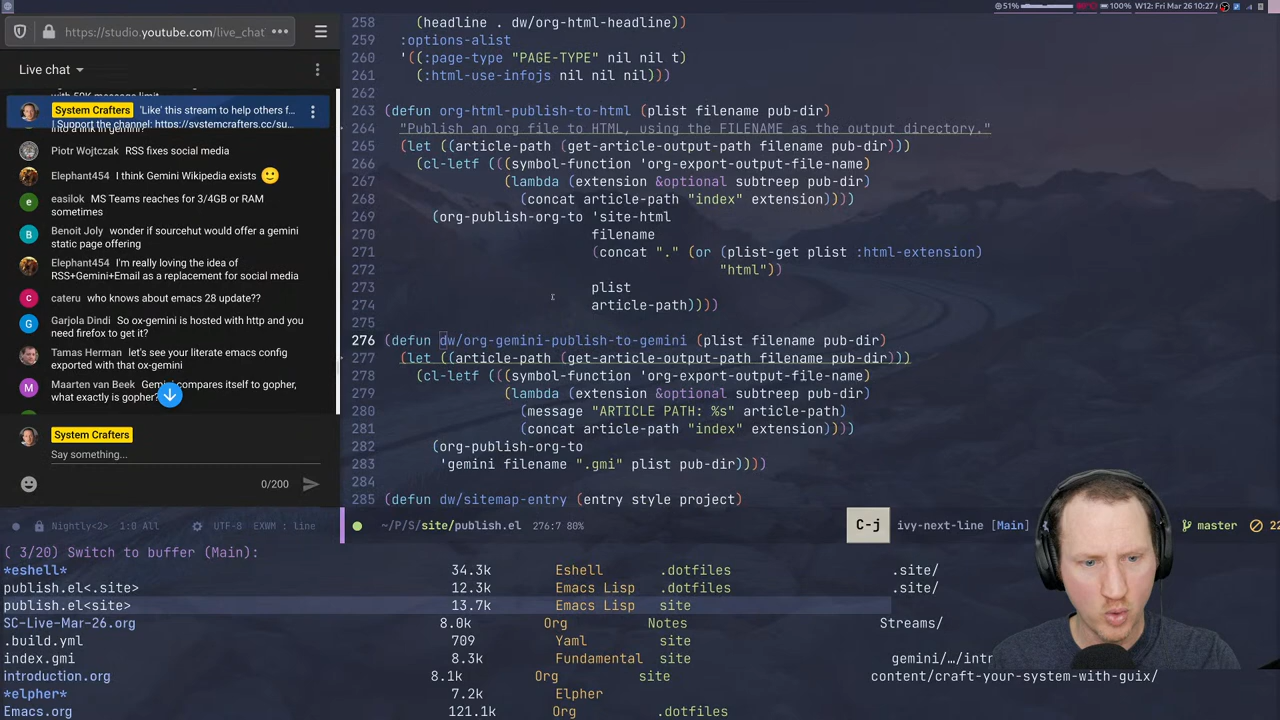 51%
100%
W12: Fri Mar 26 10:27
https://studio.youtube.com/live_chat
Live chat
System Crafters 'Like' this stream to help others f...
! Support the channel: https://systemcrafters.cc/su...
Piotr Wojtczak RSS fixes social media
Elephant454 I think Gemini Wikipedia exists 🙂
easilok MS Teams reaches for 3/4GB or RAM
sometimes
Benoit Joly wonder if sourcehut would offer a gemini
static page offering
Elephant454 I'm really loving the idea of
RSS+Gemini+Email as a replacement for social media
cateru who knows about emacs 28 update??
Garjola Dindi So ox-gemini is hosted with http and you
need firefox to get it?
Tamas Herman let's see your literate emacs config
exported with that ox-gemini
Maarten van Beek Gemini compares itself to gopher,
what exactly is gopher?
System Crafters
Say something...
0/200
258 (headline . dw/org-html-headline))
259 :options-alist
260 '((:page-type "PAGE-TYPE" nil nil t)
261 (:html-use-infojs nil nil nil)))
262
263 (defun org-html-publish-to-html (plist filename pub-dir)
264 "Publish an org file to HTML, using the FILENAME as the output directory."
265 (let ((article-path (get-article-output-path filename pub-dir)))
266 (cl-letf (((symbol-function 'org-export-output-file-name)
267 (lambda (extension &optional subtreep pub-dir)
268 (concat article-path "index" extension))))
269 (org-publish-org-to 'site-html
270 filename
271 (concat "." (or (plist-get plist :html-extension)
272 "html"))
273 plist
274 article-path))))
275
276 (defun dw/org-gemini-publish-to-gemini (plist filename pub-dir)
277 (let ((article-path (get-article-output-path filename pub-dir)))
278 (cl-letf (((symbol-function 'org-export-output-file-name)
279 (lambda (extension &optional subtreep pub-dir)
280 (message "ARTICLE PATH: %s" article-path)
281 (concat article-path "index" extension))))
282 (org-publish-org-to
283 'gemini filename ".gmi" plist pub-dir))))
284
285 (defun dw/sitemap-entry (entry style project)
Nightly<2> 1:0 All UTF-8 EXWM : line
~/P/S/site/publish.el 276:7 80% C-j ivy-next-line [Main] master 22
( 3/20) Switch to buffer (Main):
*eshell* 34.3k Eshell .dotfiles .site/
publish.el<.site> 12.3k Emacs Lisp .dotfiles .site/
publish.el<site> 13.7k Emacs Lisp site
SC-Live-Mar-26.org 8.0k Org Notes Streams/
.build.yml 709 Yaml site
index.gmi 8.3k Fundamental site gemini/…/intr
introduction.org 8.1k Org site content/craft-your-system-with-guix/
*elpher* 7.2k Elpher
Emacs.org 121.1k Org .dotfiles